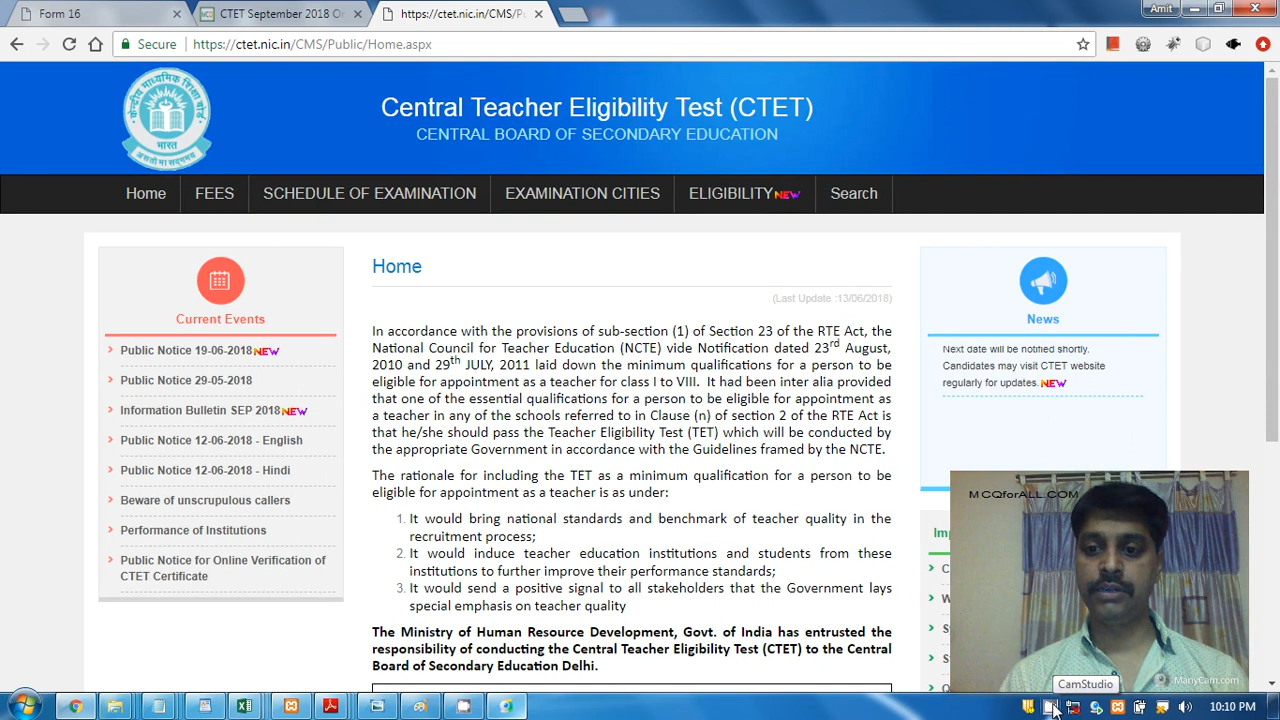 Form 16
CTET September 2018 On
https://ctet.nic.in/CMS/Pu
Amit
Secure
https://ctet.nic.in/CMS/Public/Home.aspx
भारत
असतो मा सद्गमय
Central Teacher Eligibility Test (CTET)
CENTRAL BOARD OF SECONDARY EDUCATION
Home
FEES
SCHEDULE OF EXAMINATION
EXAMINATION CITIES
ELIGIBILITY NEW
Search
Current Events
Public Notice 19-06-2018 NEW
Public Notice 29-05-2018
Information Bulletin SEP 2018 NEW
Public Notice 12-06-2018 - English
Public Notice 12-06-2018 - Hindi
Beware of unscrupulous callers
Performance of Institutions
Public Notice for Online Verification of
CTET Certificate
Home
(Last Update :13/06/2018)
In accordance with the provisions of sub-section (1) of Section 23 of the RTE Act, the
National Council for Teacher Education (NCTE) vide Notification dated 23rd August,
2010 and 29th JULY, 2011 laid down the minimum qualifications for a person to be
eligible for appointment as a teacher for class I to VIII. It had been inter alia provided
that one of the essential qualifications for a person to be eligible for appointment as
a teacher in any of the schools referred to in Clause (n) of section 2 of the RTE Act is
that he/she should pass the Teacher Eligibility Test (TET) which will be conducted by
the appropriate Government in accordance with the Guidelines framed by the NCTE.
The rationale for including the TET as a minimum qualification for a person to be
eligible for appointment as a teacher is as under:
1. It would bring national standards and benchmark of teacher quality in the
recruitment process;
2. It would induce teacher education institutions and students from these
institutions to further improve their performance standards;
3. It would send a positive signal to all stakeholders that the Government lays
special emphasis on teacher quality
The Ministry of Human Resource Development, Govt. of India has entrusted the
responsibility of conducting the Central Teacher Eligibility Test (CTET) to the Central
Board of Secondary Education Delhi.
News
Next date will be notified shortly.
Candidates may visit CTET website
regularly for updates. NEW
MCQforALL.COM
Im
C
W
S
S
Q
ManyCam.com
CamStudio
10:10 PM